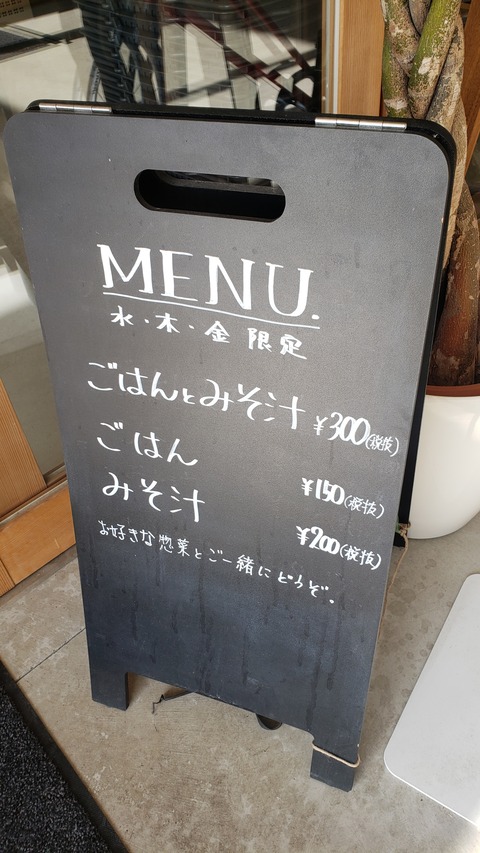 MENU.
水・木・金 限定
ごはんとみそ汁 ¥300(税抜)
ごはん ¥150(税抜)
みそ汁 ¥200(税抜)
お好きな惣菜とご一緒にどうぞ.